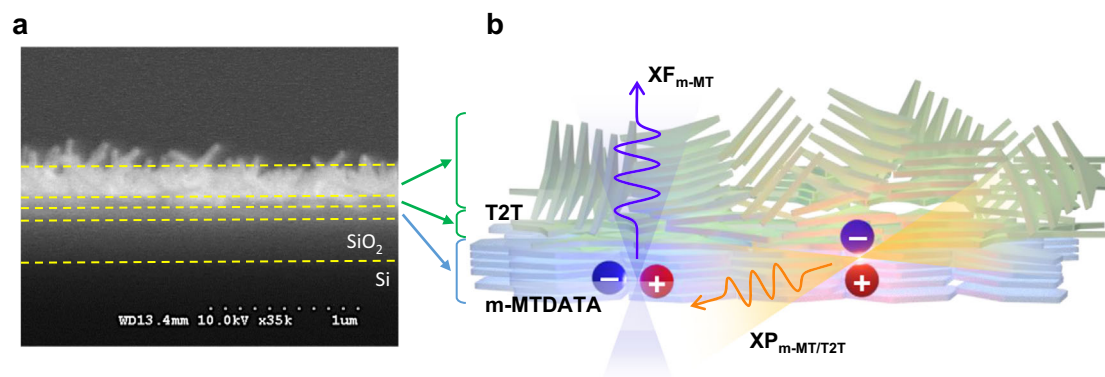 a
b
XFm-MT
T2T
SiO2
Si
m-MTDATA
WD13.4mm 10.0kV x35k 1um
XPm-MT/T2T
−
+
−
+